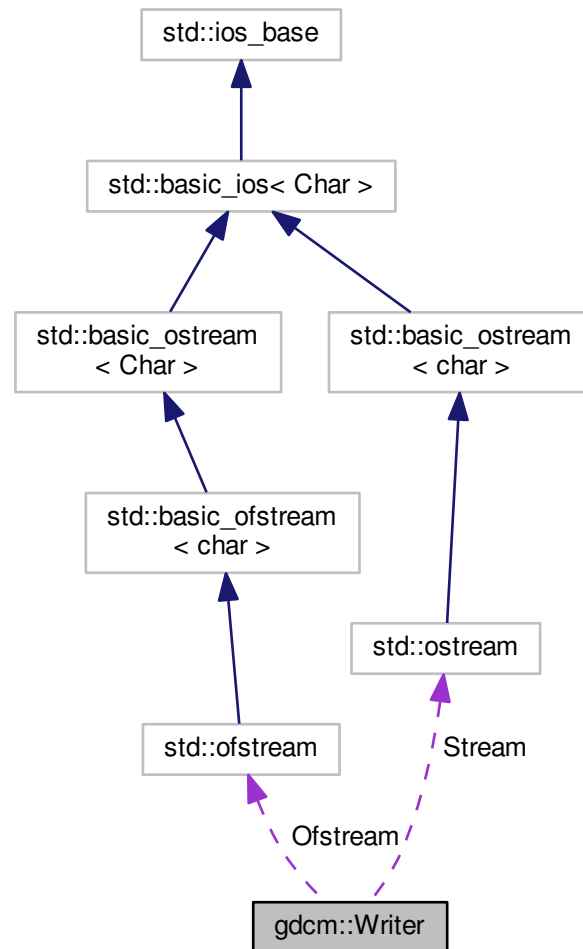 std::ios_base
std::basic_ios< Char >
std::basic_ostream
< Char >
std::basic_ostream
< char >
std::basic_ofstream
< char >
std::ostream
std::ofstream
Stream
Ofstream
gdcm::Writer